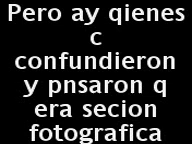 Pero ay qienes
c
confundieron
y pnsaron q
era secion
fotografica